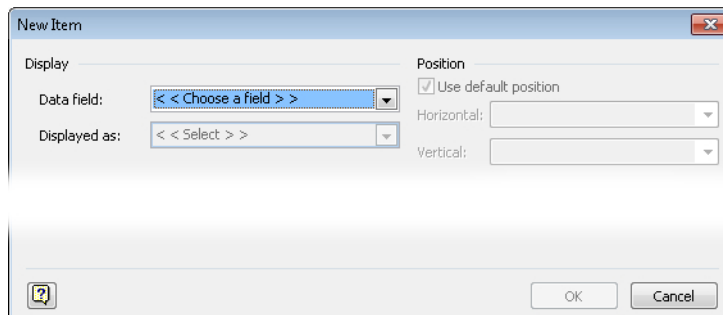 New Item
Display
Position
Data field:
< < Choose a field > >
Use default position
Horizontal:
Displayed as:
< < Select > >
Vertical:
?
OK
Cancel